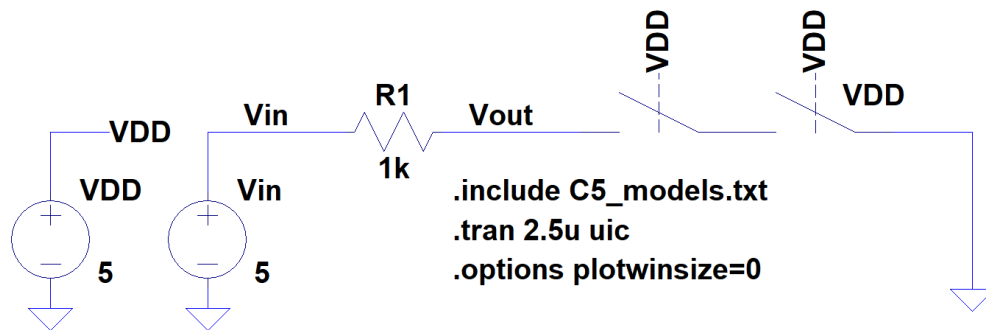 VDD
VDD
R1
VDD
Vin
Vout
VDD
1k
VDD
Vin
.include C5_models.txt
.tran 2.5u uic
5
5
.options plotwinsize=0